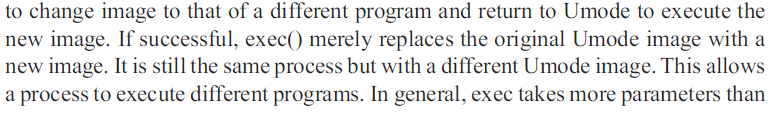 to change image to that of a different program and return to Umode to execute the
new image. If successful, exec() merely replaces the original Umode image with a
new image. It is still the same process but with a different Umode image. This allows
a process to execute different programs. In general, exec takes more parameters than